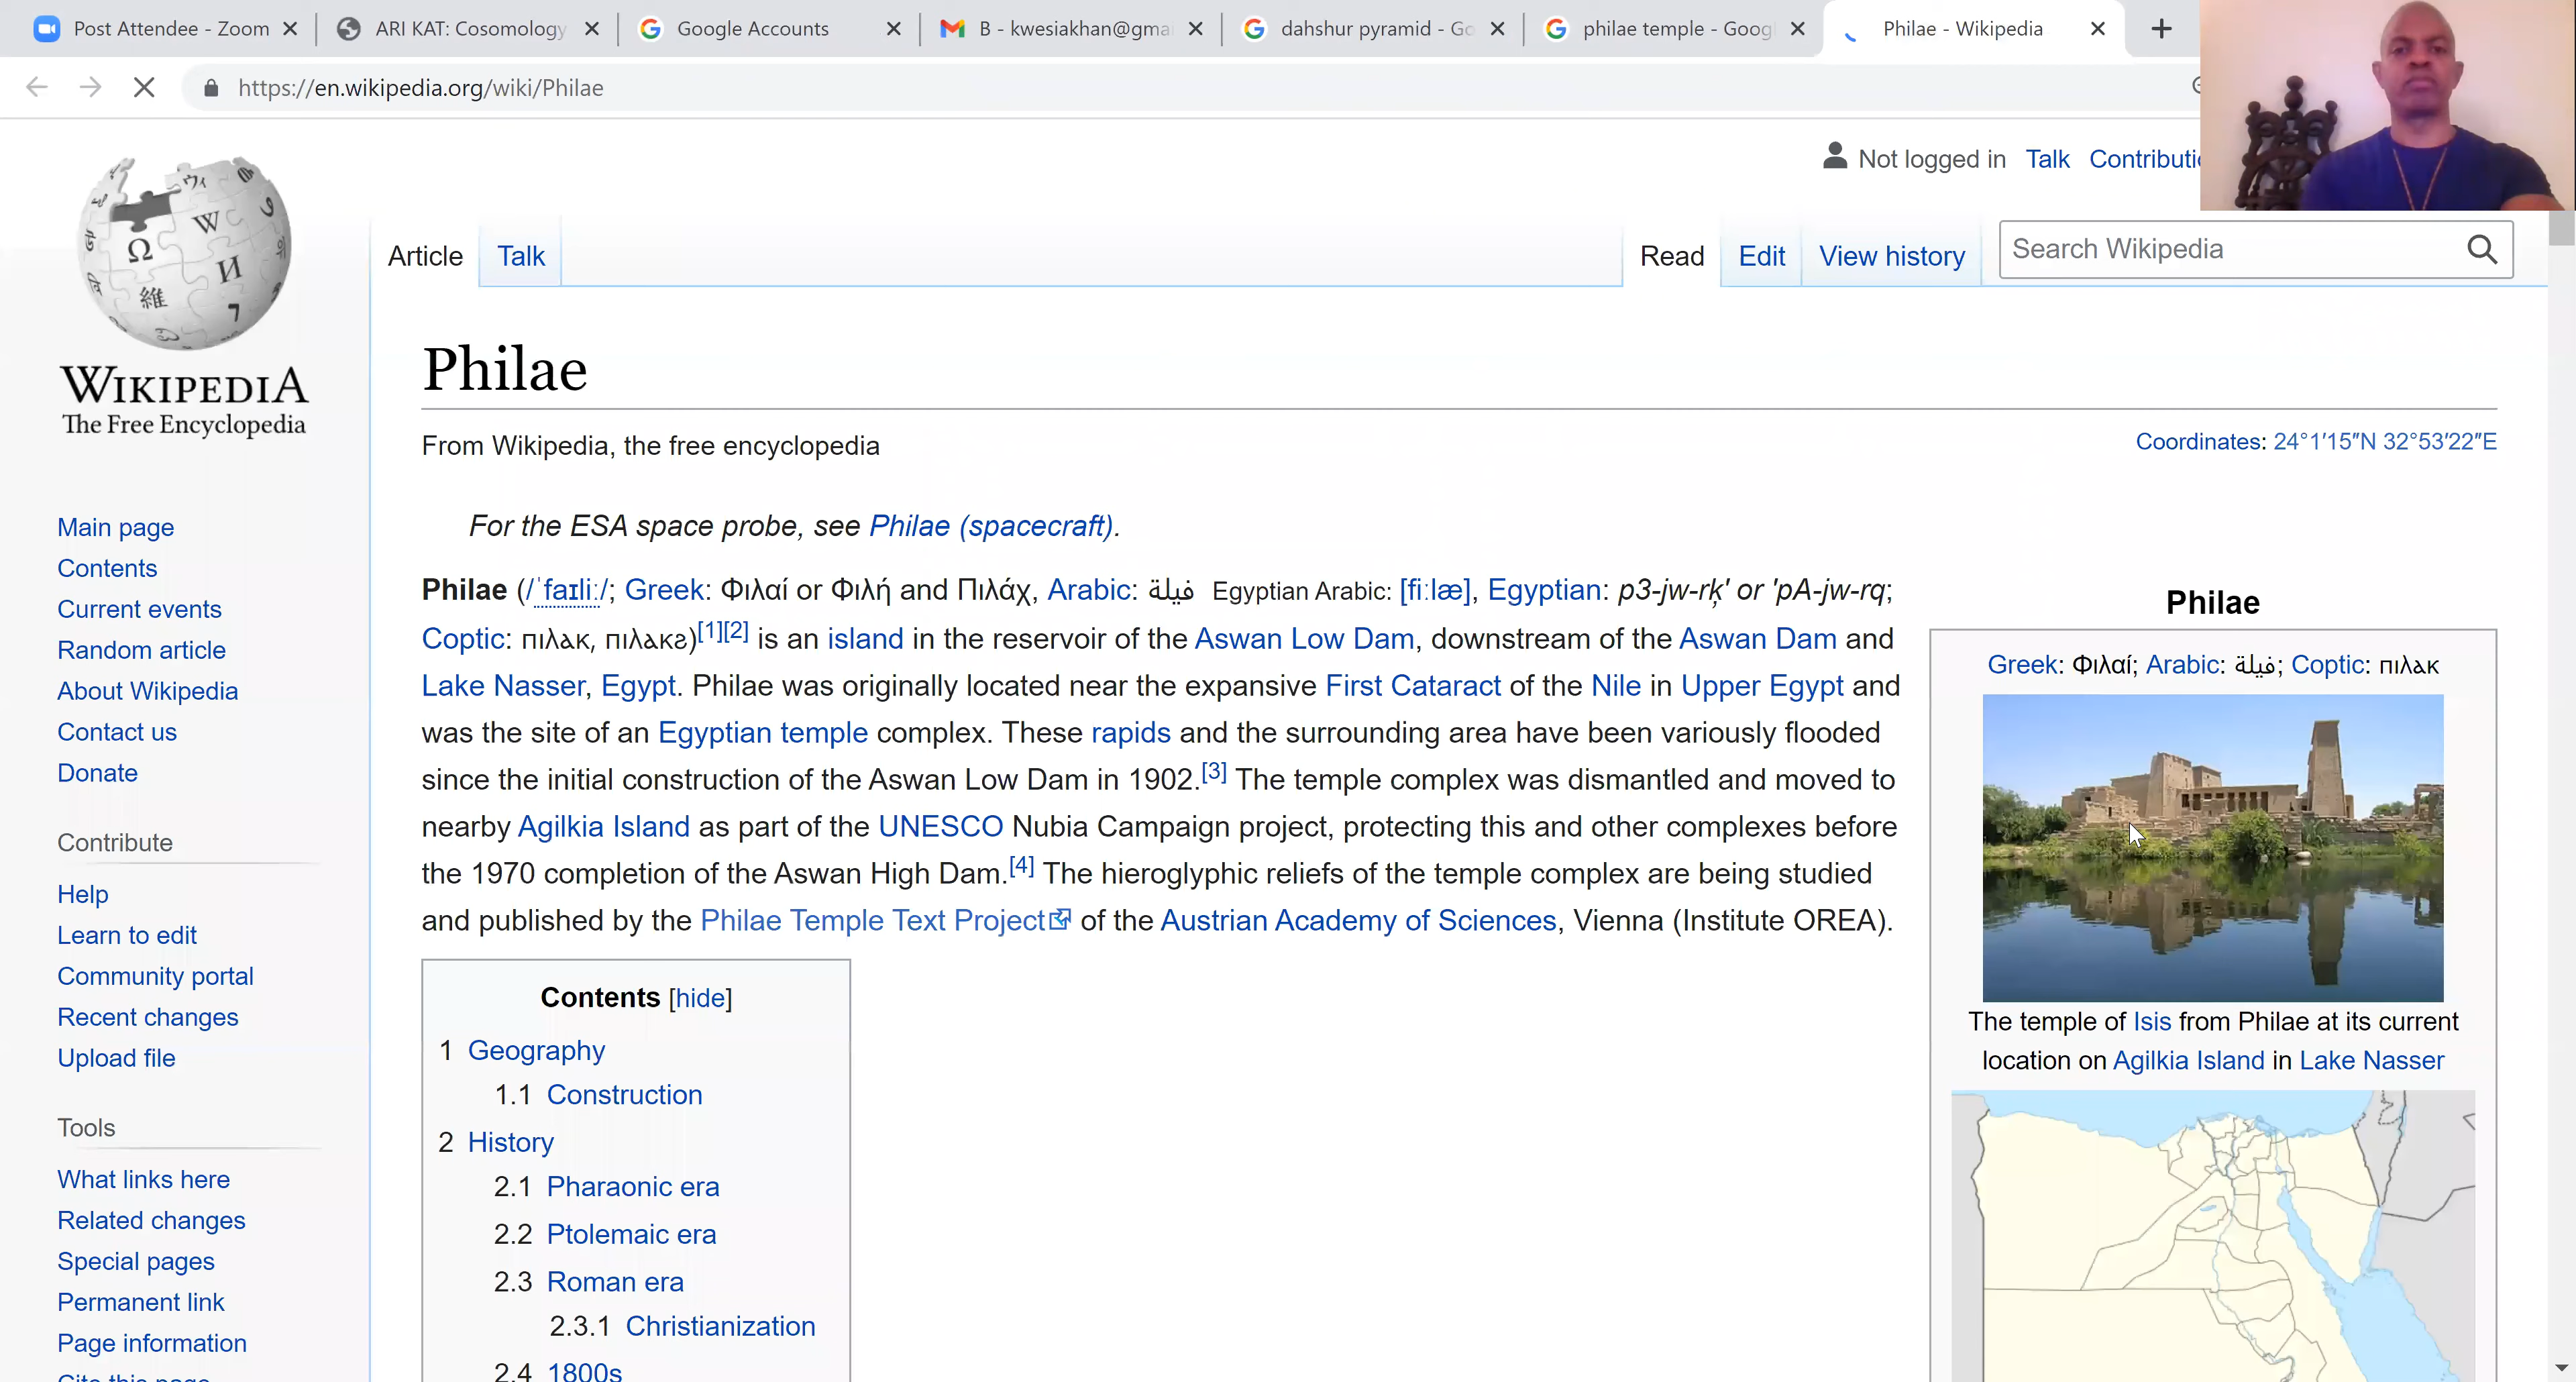 Post Attendee - Zoom
ARI KAT: Cosomology
Google Accounts
B - kwesiakhan@gma
dahshur pyramid - Go
philae temple - Goog
Philae - Wikipedia
https://en.wikipedia.org/wiki/Philae
Not logged in Talk Contributi
Article Talk Read Edit View history Search Wikipedia
WIKIPEDIA
The Free Encyclopedia
Philae
From Wikipedia, the free encyclopedia
Coordinates: 24°1′15″N 32°53′22″E
For the ESA space probe, see Philae (spacecraft).
Philae (/ˈfaɪliː/; Greek: Φιλαί or Φιλή and Πιλάχ, Arabic: فيلة Egyptian Arabic: [fiːlæ], Egyptian: p3-jw-rķ' or 'pA-jw-rq;
Coptic: ⲡⲓⲗⲁⲕ, ⲡⲓⲗⲁⲕϩ)[1][2] is an island in the reservoir of the Aswan Low Dam, downstream of the Aswan Dam and
Lake Nasser, Egypt. Philae was originally located near the expansive First Cataract of the Nile in Upper Egypt and
was the site of an Egyptian temple complex. These rapids and the surrounding area have been variously flooded
since the initial construction of the Aswan Low Dam in 1902.[3] The temple complex was dismantled and moved to
nearby Agilkia Island as part of the UNESCO Nubia Campaign project, protecting this and other complexes before
the 1970 completion of the Aswan High Dam.[4] The hieroglyphic reliefs of the temple complex are being studied
and published by the Philae Temple Text Project of the Austrian Academy of Sciences, Vienna (Institute OREA).
Contents [hide]
1 Geography
1.1 Construction
2 History
2.1 Pharaonic era
2.2 Ptolemaic era
2.3 Roman era
2.3.1 Christianization
2.4 1800s
Philae
Greek: Φιλαί; Arabic: فيلة; Coptic: ⲡⲓⲗⲁⲕ
The temple of Isis from Philae at its current
location on Agilkia Island in Lake Nasser
Main page
Contents
Current events
Random article
About Wikipedia
Contact us
Donate
Contribute
Help
Learn to edit
Community portal
Recent changes
Upload file
Tools
What links here
Related changes
Special pages
Permanent link
Page information
Cite this page